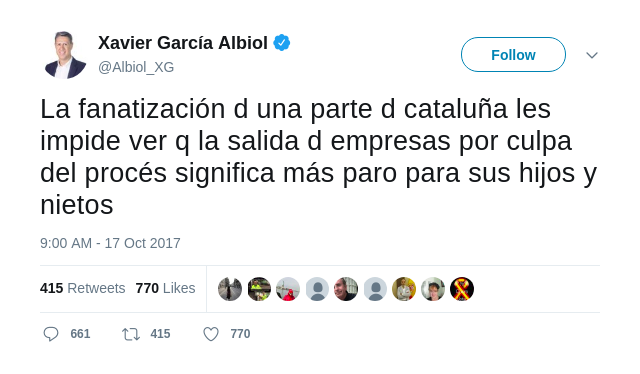 Xavier García Albiol
@Albiol_XG
Follow
La fanatización d una parte d cataluña les
impide ver q la salida d empresas por culpa
del procés significa más paro para sus hijos y
nietos
9:00 AM - 17 Oct 2017
415 Retweets 770 Likes
661 415 770